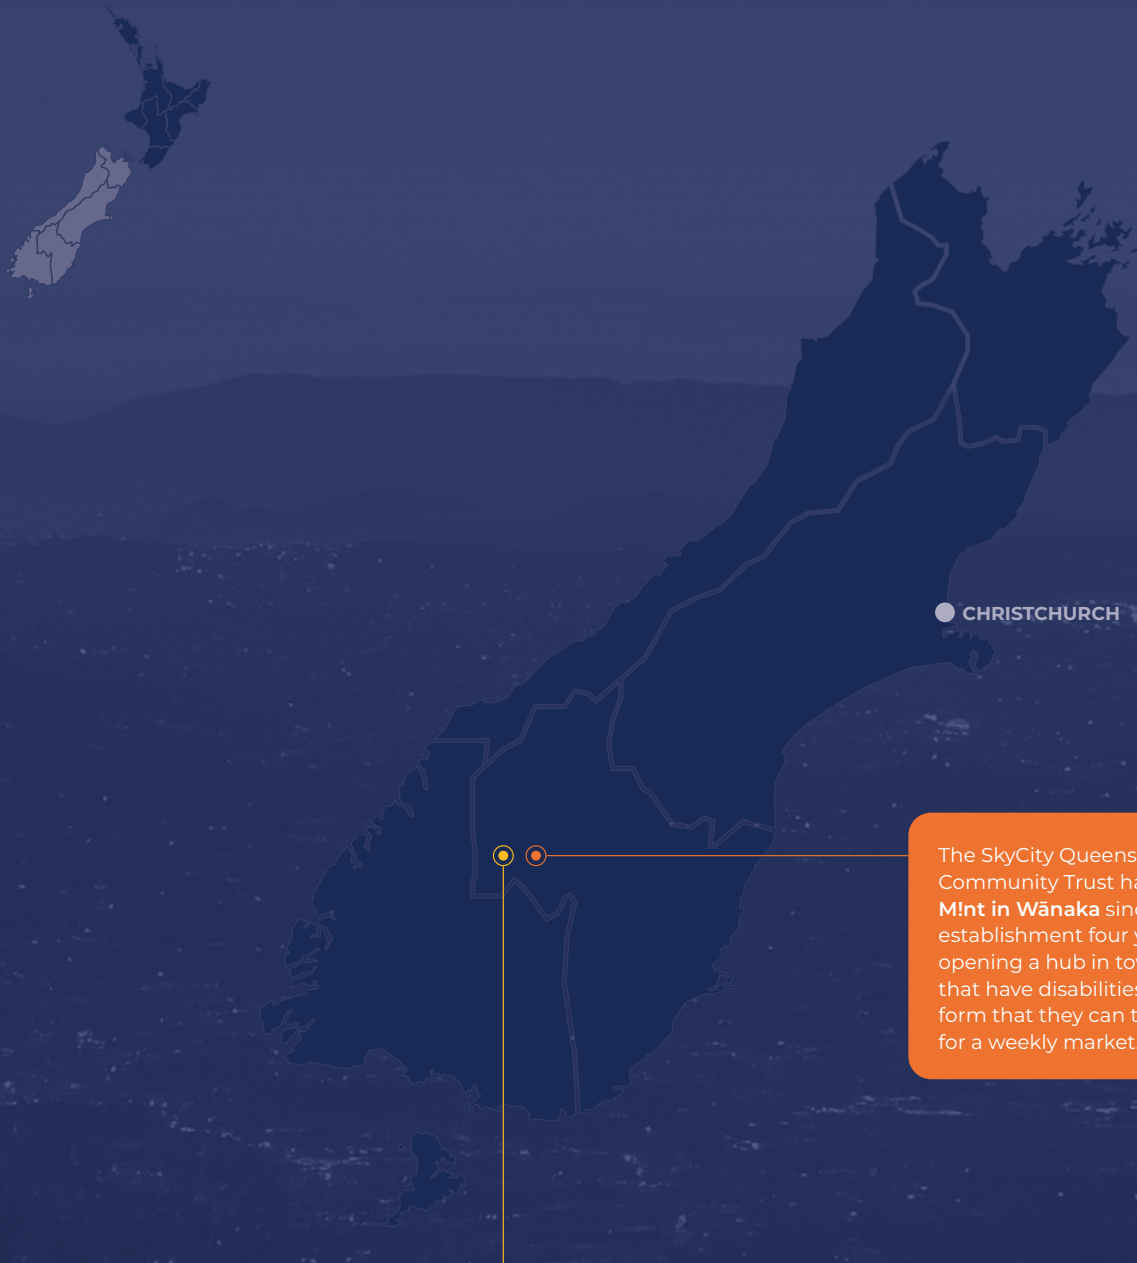 CHRISTCHURCH
The SkyCity Queens
Community Trust ha
M!nt in Wānaka sinc
establishment four y
opening a hub in tow
that have disabilities
form that they can t
for a weekly market